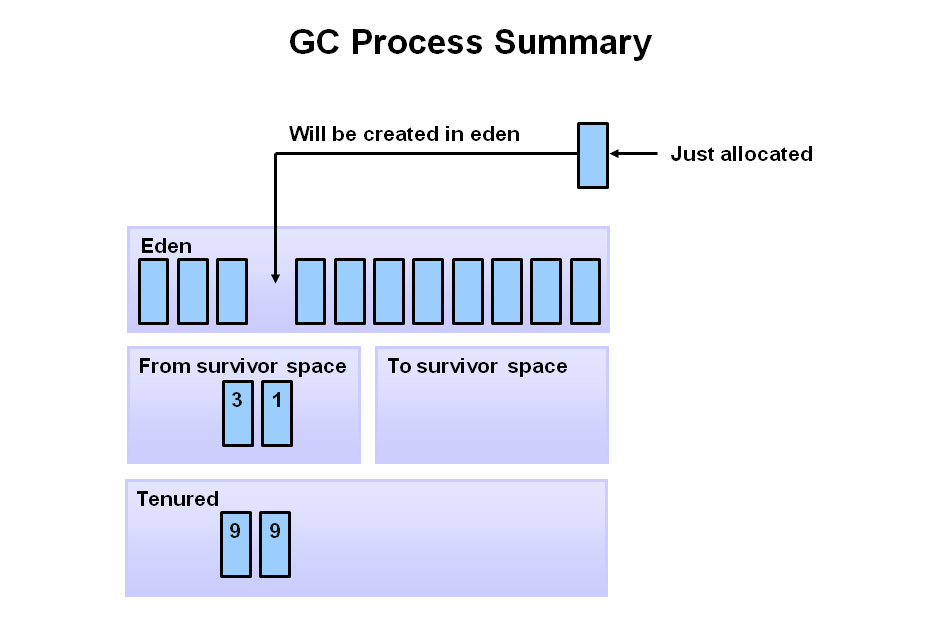 GC Process Summary
Will be created in eden
Just allocated
Eden
From survivor space
To survivor space
3 1
Tenured
9 9